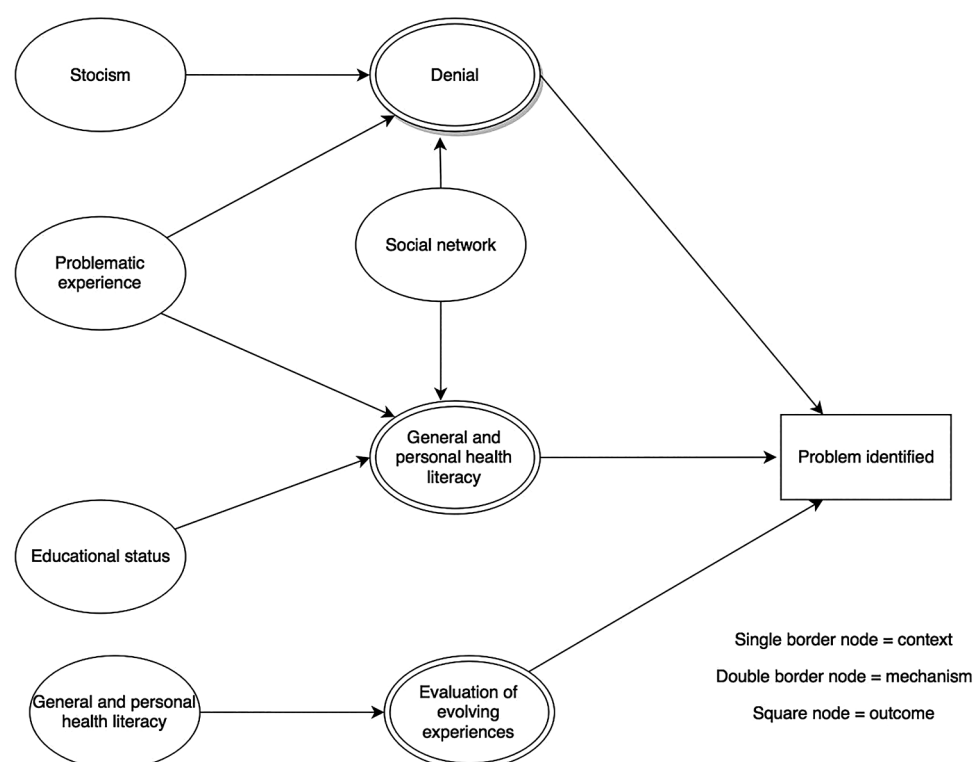 Stocism
Denial
Social network
Problematic
experience
General and
personal health
literacy
Problem identified
Educational status
General and personal
health literacy
Evaluation of
evolving
experiences
Single border node = context
Double border node = mechanism
Square node = outcome